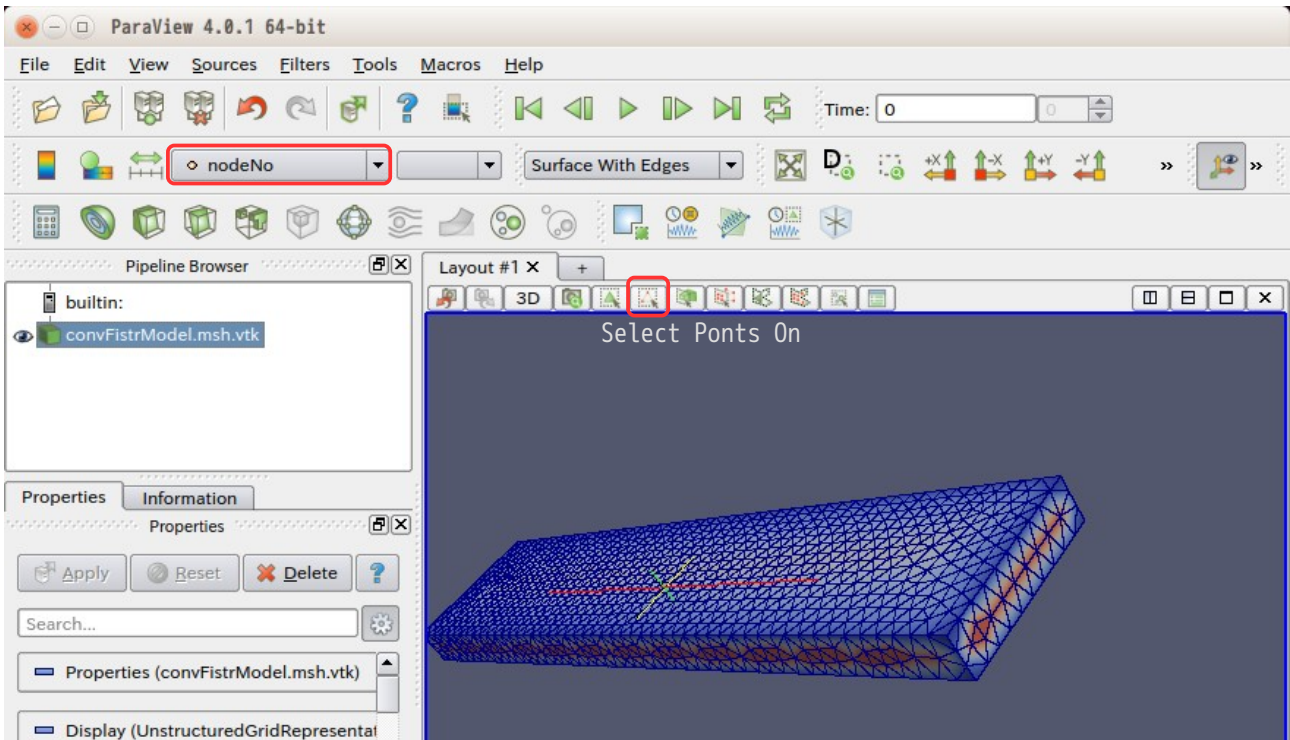 ParaView 4.0.1 64-bit
File Edit View Sources Filters Tools Macros Help
Time: 0 0
nodeNo Surface With Edges D +X -X +Y -Y » »
Pipeline Browser
Layout #1 +
builtin:
3D
convFistrModel.msh.vtk
Select Ponts On
Properties Information
Properties
Apply Reset Delete ?
Search...
Properties (convFistrModel.msh.vtk)
Display (UnstructuredGridRepresentat